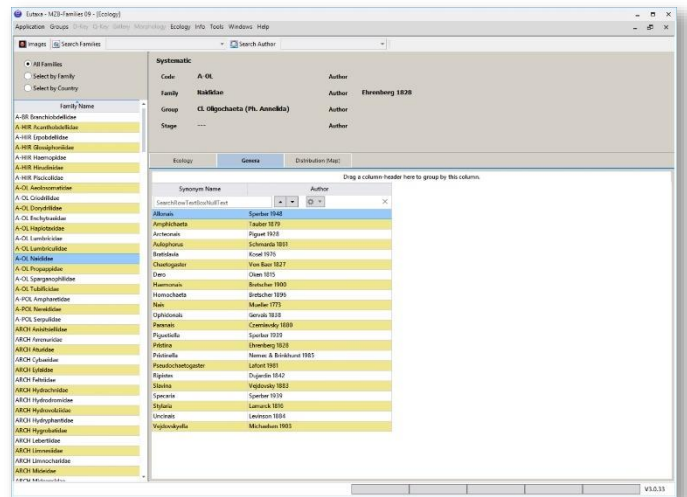 Eutaxa - MZB-Families 09 - [Ecology]
Application Groups D-Key Q-Key Gallery Morphology Ecology Info Tools Windows Help
Images Search Families Search Author
All Families
Select by Family
Select by Country
Family Name
A-BR Branchiobdellidae
A-HIR Acanthobdellidae
A-HIR Erpobdellidae
A-HIR Glossiphoniidae
A-HIR Haemopidae
A-HIR Hirudinidae
A-HIR Piscicolidae
A-OL Aeolosomatidae
A-OL Criodrilidae
A-OL Dorydrilidae
A-OL Enchytraeidae
A-OL Haplotaxidae
A-OL Lumbricidae
A-OL Lumbriculidae
A-OL Naididae
A-OL Propappidae
A-OL Sparganophilidae
A-OL Tubificidae
A-POL Ampharetidae
A-POL Nereididae
A-POL Serpulidae
ARCH Anisitsiellidae
ARCH Arrenuridae
ARCH Aturidae
ARCH Cybaeidae
ARCH Eylaidae
ARCH Feltriidae
ARCH Hydrachnidae
ARCH Hydrodromidae
ARCH Hydrovolziidae
ARCH Hydryphantidae
ARCH Hygrobatidae
ARCH Lebertiidae
ARCH Limnesiidae
ARCH Limnocharidae
ARCH Mideidae
Systematic
Code A-OL Author
Family Naididae Author Ehrenberg 1828
Group Cl. Oligochaeta (Ph. Annelida) Author
Stage --- Author
Ecology Genera Distribution (Map)
Drag a column header here to group by this column.
Synonym Name Author
SearchRowTextBoxNullText
Allonais Sperber 1948
Amphichaeta Tauber 1879
Arcteonais Piguet 1928
Aulophorus Schmarda 1861
Bratislavia Kosel 1976
Chaetogaster Von Baer 1827
Dero Oken 1815
Haemonais Bretscher 1900
Homochaeta Bretscher 1896
Nais Mueller 1773
Ophidonais Gervais 1838
Paranais Czerniavsky 1880
Piguetiella Sperber 1939
Pristina Ehrenberg 1828
Pristinella Nemec & Brinkhurst 1985
Pseudochaetogaster Lafont 1981
Ripistes Dujardin 1842
Slavina Vejdovsky 1883
Specaria Sperber 1939
Stylaria Lamarck 1816
Uncinais Levinson 1884
Vejdovskyella Michaelsen 1903
V3.0.33